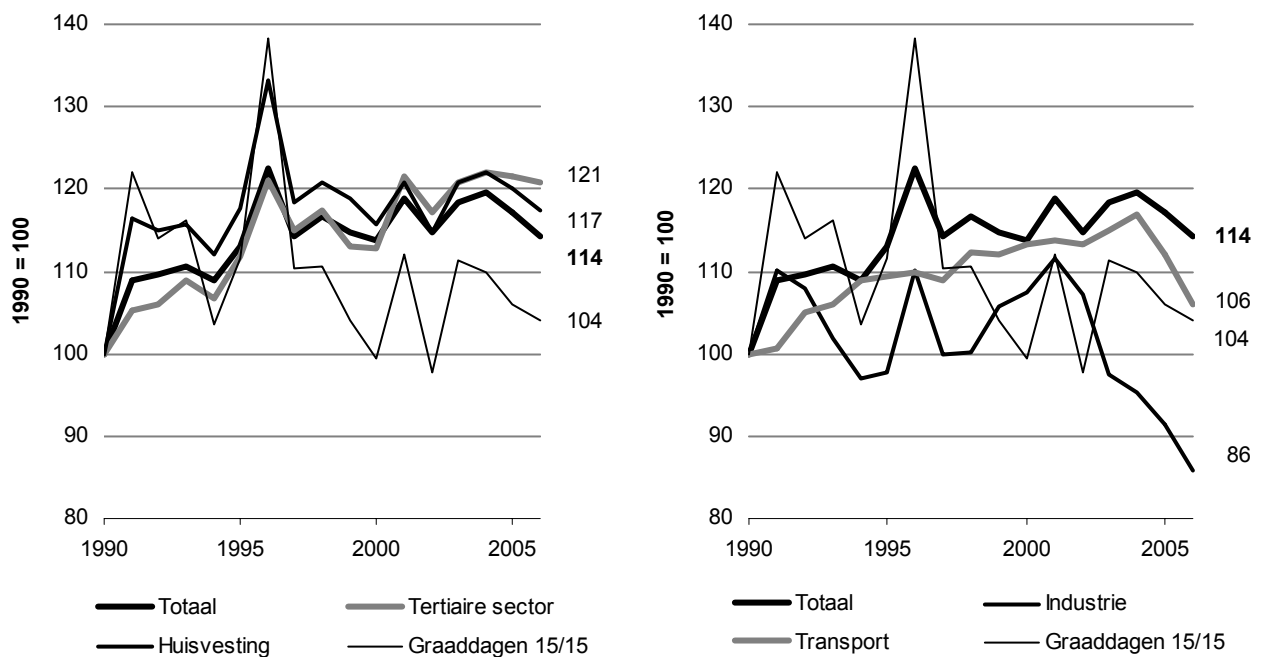 1990 = 100
140
130
120
110
100
90
80
1990 1995 2000 2005
121
117
114
104
Totaal Tertiaire sector
Huisvesting Graaddagen 15/15
1990 = 100
140
130
120
110
100
90
80
1990 1995 2000 2005
114
106
104
86
Totaal Industrie
Transport Graaddagen 15/15